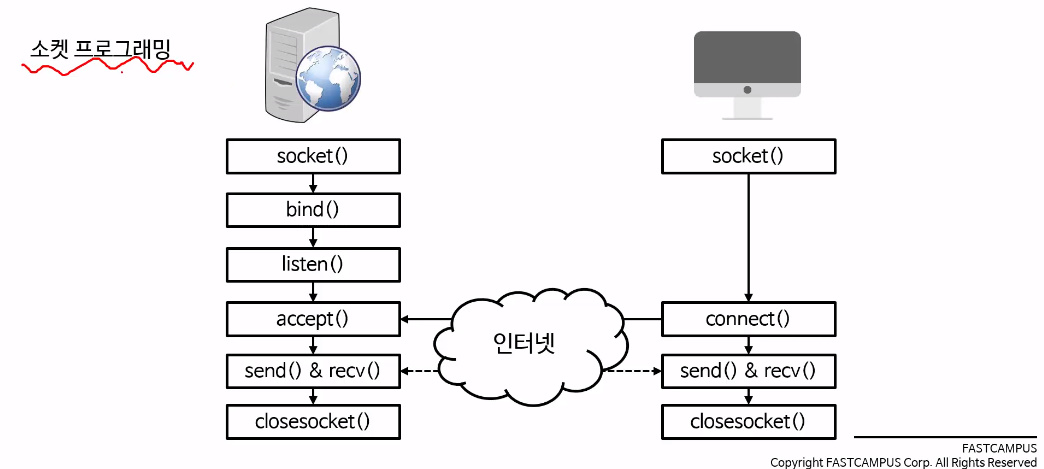 소켓 프로그래밍
socket()
bind()
listen()
accept()
send() & recv()
closesocket()
인터넷
socket()
connect()
send() & recv()
closesocket()
FASTCAMPUS
Copyright FASTCAMPUS Corp. All Rights Reserved